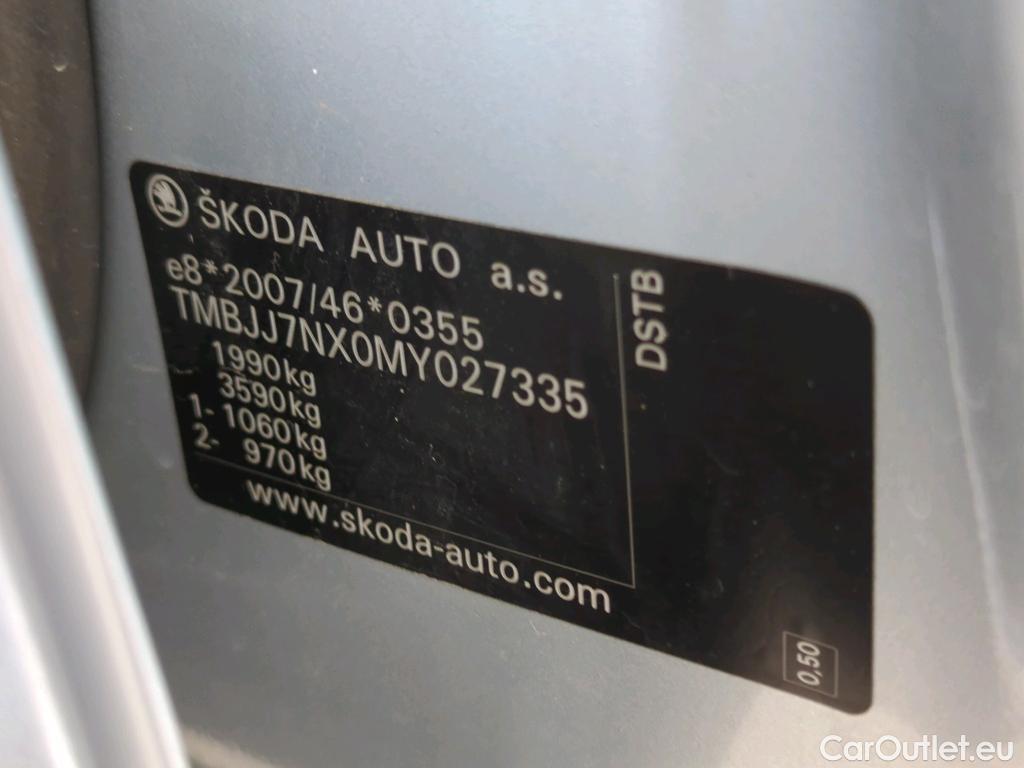 ŠKODA AUTO a.s.
e8*2007/46*0355
TMBJJ7NX0MY027335
1990kg
3590kg
1- 1060kg
2- 970kg
www.skoda-auto.com
DSTB
0,50
CarOutlet.eu